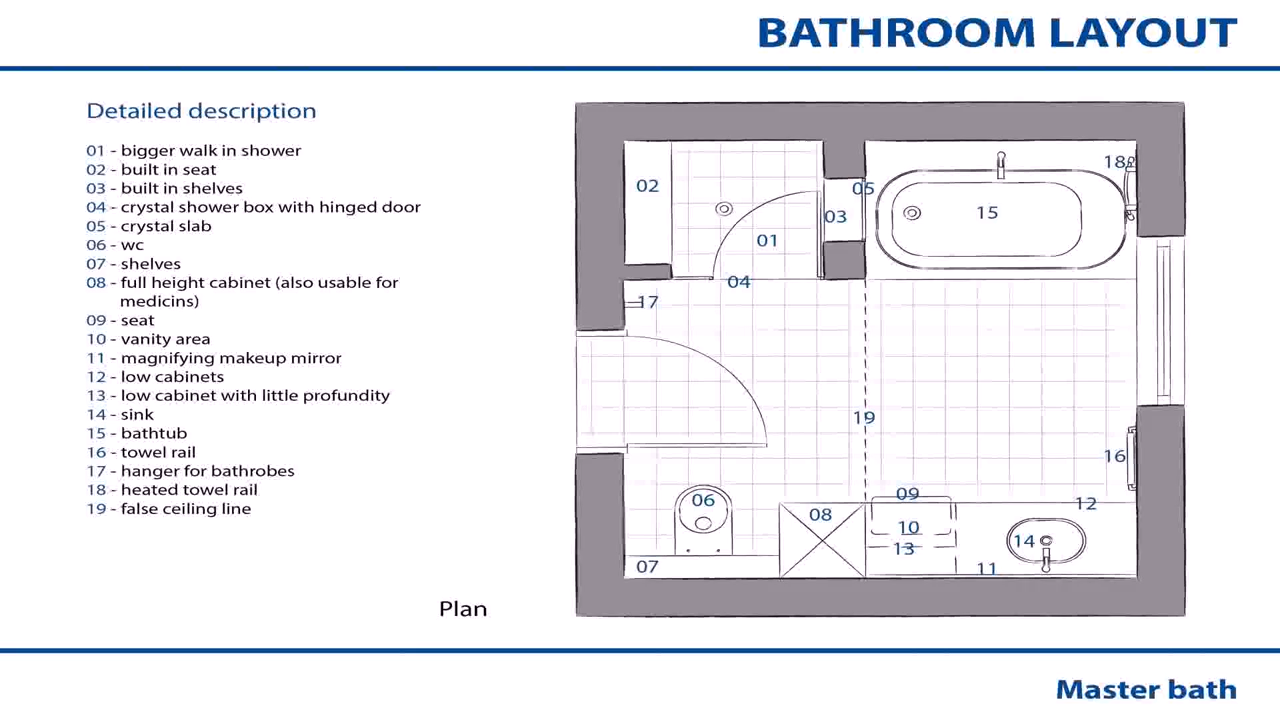 BATHROOM LAYOUT
Detailed description
01 - bigger walk in shower
02 - built in seat
03 - built in shelves
04 - crystal shower box with hinged door
05 - crystal slab
06 - wc
07 - shelves
08 - full height cabinet (also usable for
medicins)
09 - seat
10 - vanity area
11 - magnifying makeup mirror
12 - low cabinets
13 - low cabinet with little profundity
14 - sink
15 - bathtub
16 - towel rail
17 - hanger for bathrobes
18 - heated towel rail
19 - false ceiling line
Plan
18
02
05
15
03
01
04
17
19
16
09
06
12
08
10
14
13
07
11
Master bath